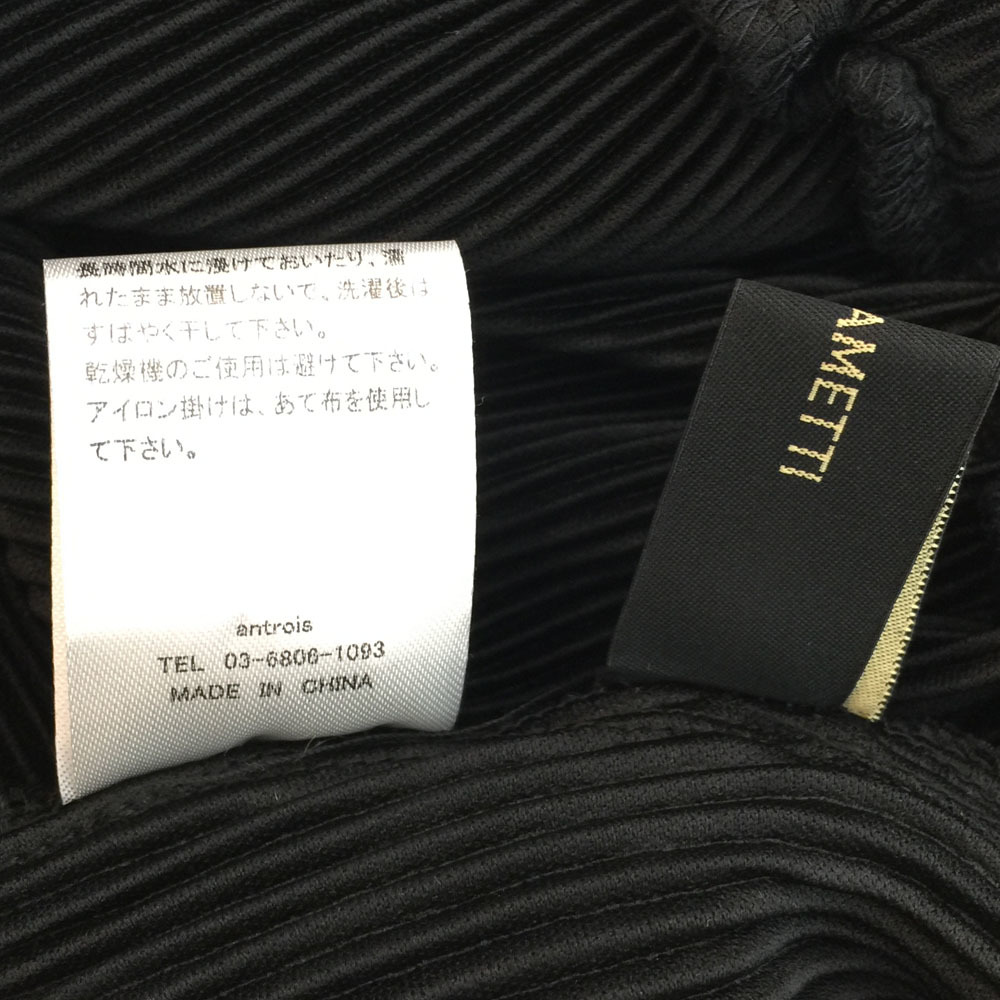 長時間水に浸けておいたり、濡
れたまま放置しないで、洗濯後は
すばやく干して下さい。
乾燥機のご使用は避けて下さい。
アイロン掛けは、あて布を使用し
て下さい。
antrois
TEL 03-6806-1093
MADE IN CHINA
AMETTI